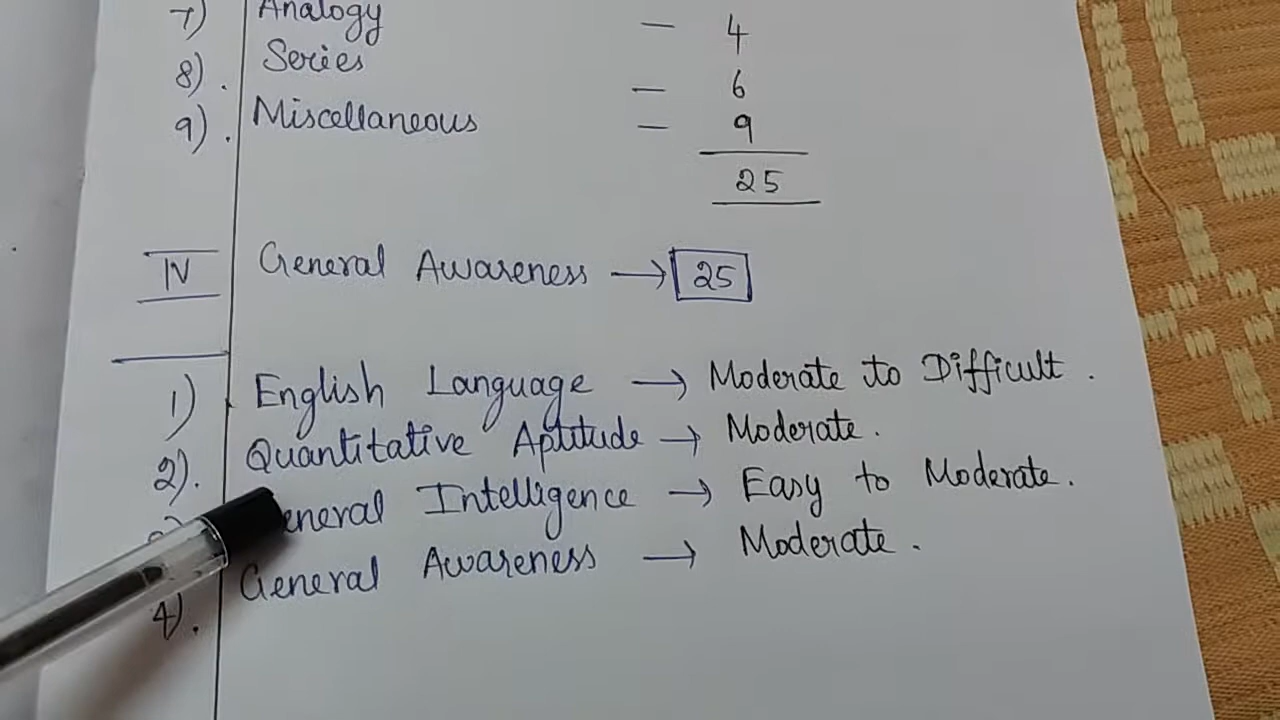 7) Analogy — 4
8). Series — 6
9). Miscellaneous — 9
25
IV General Awareness → 25
1) English Language → Moderate to Difficult.
2). Quantitative Aptitude → Moderate.
Intelligence → Easy to Moderate.
4). General Awareness → Moderate.